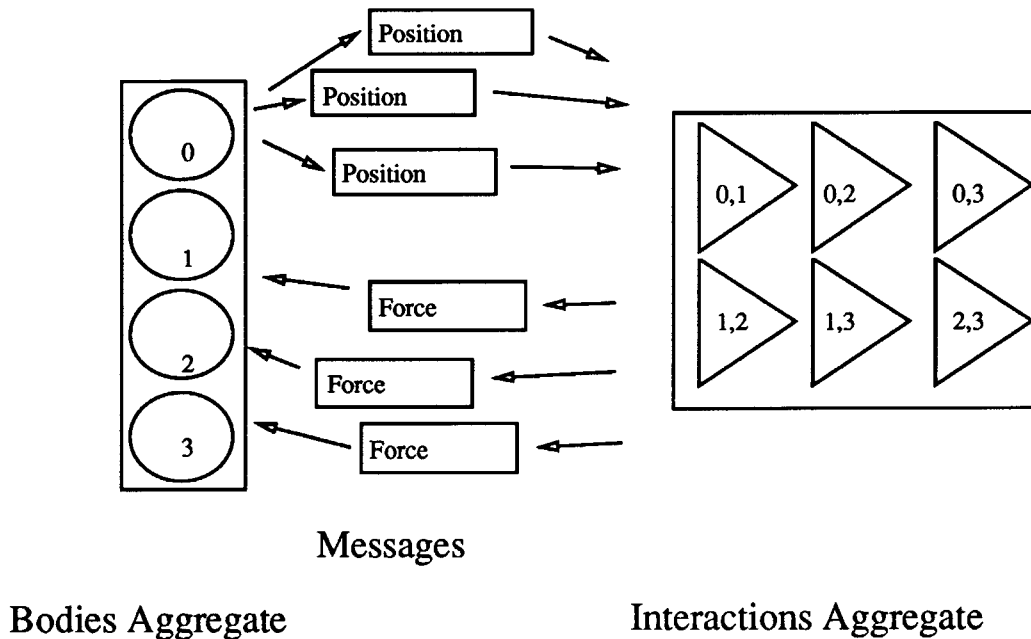 Position
Position
Position
0
1
2
3
0,1 0,2 0,3
1,2 1,3 2,3
Force
Force
Force
Messages
Bodies Aggregate
Interactions Aggregate